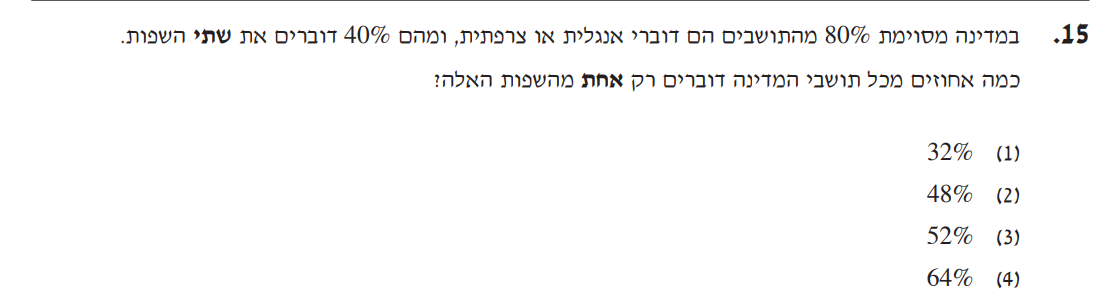 15. במדינה מסוימת 80% מהתושבים הם דוברי אנגלית או צרפתית, ומהם 40% דוברים את שתי השפות.
כמה אחוזים מכל תושבי המדינה דוברים רק אחת מהשפות האלה?
(1) 32%
(2) 48%
(3) 52%
(4) 64%